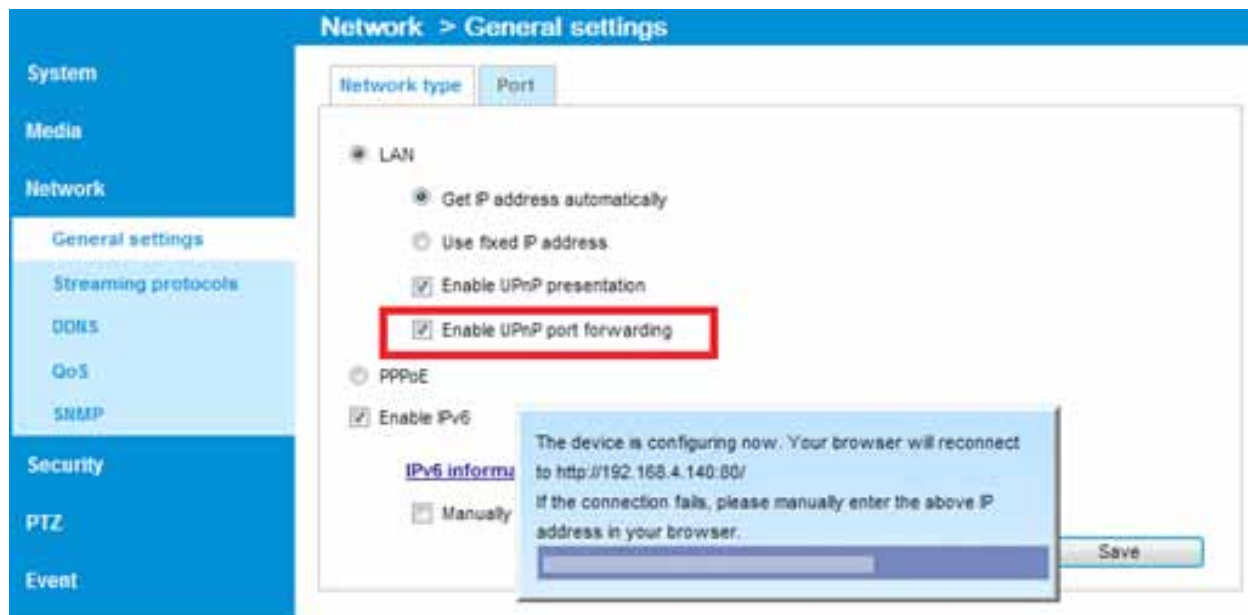 Network > General settings
System
Media
Network
General settings
Streaming protocols
DDNS
QoS
SNMP
Security
PTZ
Event
Network type
Port
LAN
Get IP address automatically
Use fixed IP address
Enable UPnP presentation
Enable UPnP port forwarding
PPPoE
Enable IPv6
IPv6 informa
Manually
The device is configuring now. Your browser will reconnect
to http://192.168.4.140:80/
If the connection fails, please manually enter the above IP
address in your browser.
Save